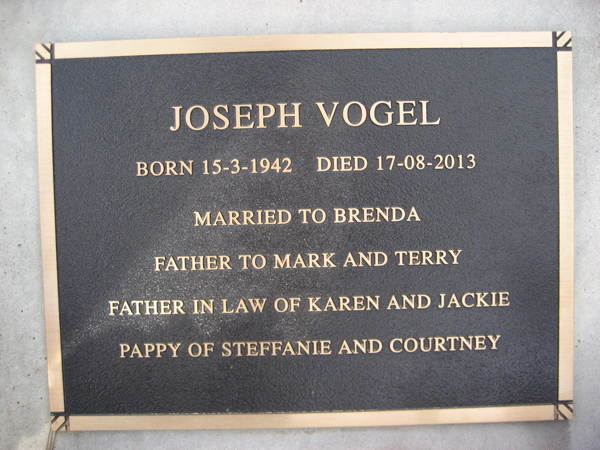 JOSEPH VOGEL
BORN 15-3-1942 DIED 17-08-2013
MARRIED TO BRENDA
FATHER TO MARK AND TERRY
FATHER IN LAW OF KAREN AND JACKIE
PAPPY OF STEFFANIE AND COURTNEY